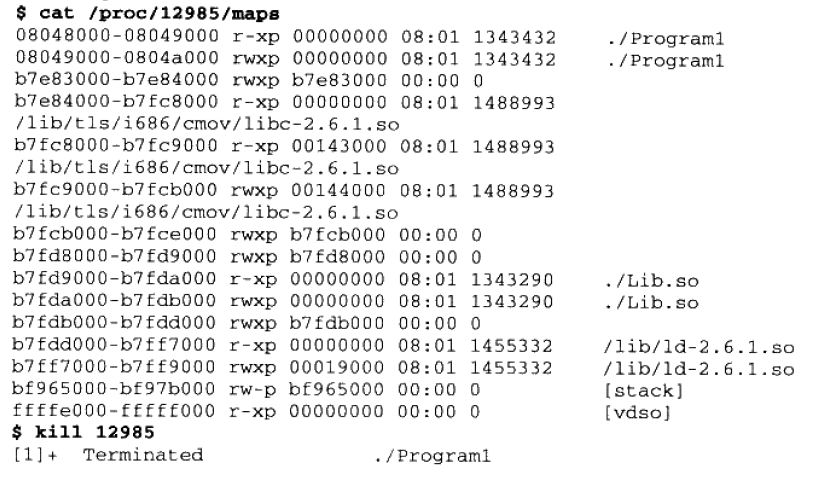 $ cat /proc/12985/maps
08048000-08049000 r-xp 00000000 08:01 1343432 ./Program1
08049000-0804a000 rwxp 00000000 08:01 1343432 ./Program1
b7e83000-b7e84000 rwxp b7e83000 00:00 0
b7e84000-b7fc8000 r-xp 00000000 08:01 1488993
/lib/tls/i686/cmov/libc-2.6.1.so
b7fc8000-b7fc9000 r-xp 00143000 08:01 1488993
/lib/tls/i686/cmov/libc-2.6.1.so
b7fc9000-b7fcb000 rwxp 00144000 08:01 1488993
/lib/tls/i686/cmov/libc-2.6.1.so
b7fcb000-b7fce000 rwxp b7fcb000 00:00 0
b7fd8000-b7fd9000 rwxp b7fd8000 00:00 0
b7fd9000-b7fda000 r-xp 00000000 08:01 1343290 ./Lib.so
b7fda000-b7fdb000 rwxp 00000000 08:01 1343290 ./Lib.so
b7fdb000-b7fdd000 rwxp b7fdb000 00:00 0
b7fdd000-b7ff7000 r-xp 00000000 08:01 1455332 /lib/ld-2.6.1.so
b7ff7000-b7ff9000 rwxp 00019000 08:01 1455332 /lib/ld-2.6.1.so
bf965000-bf97b000 rw-p bf965000 00:00 0 [stack]
ffffe000-fffff000 r-xp 00000000 00:00 0 [vdso]
$ kill 12985
[1]+ Terminated ./Program1